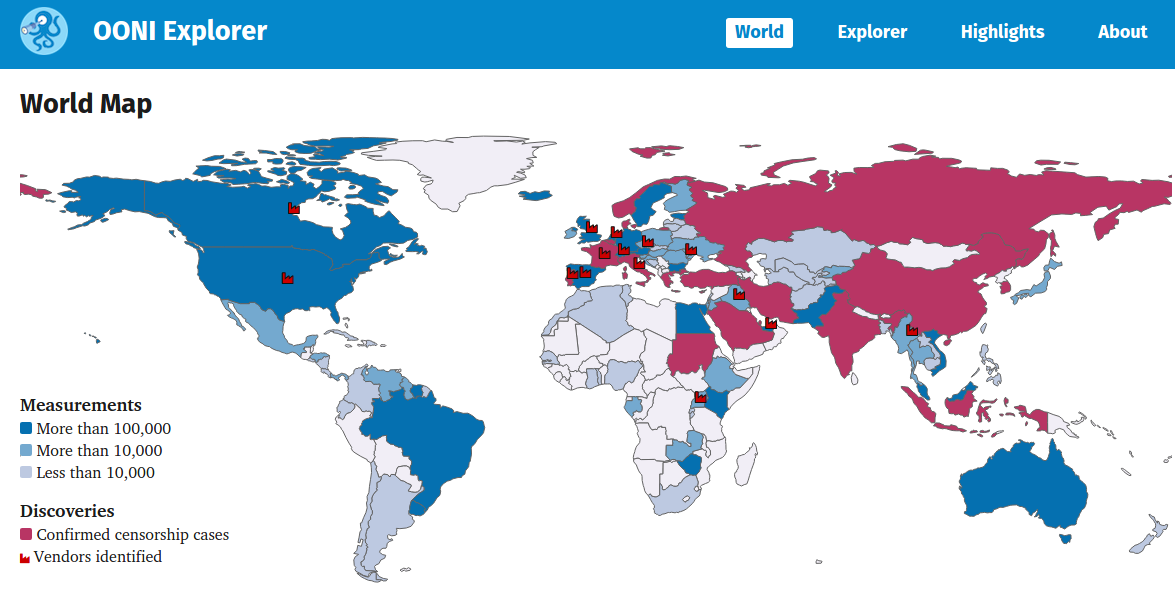 OONI Explorer
World
Explorer
Highlights
About
World Map
Measurements
More than 100,000
More than 10,000
Less than 10,000
Discoveries
Confirmed censorship cases
Vendors identified